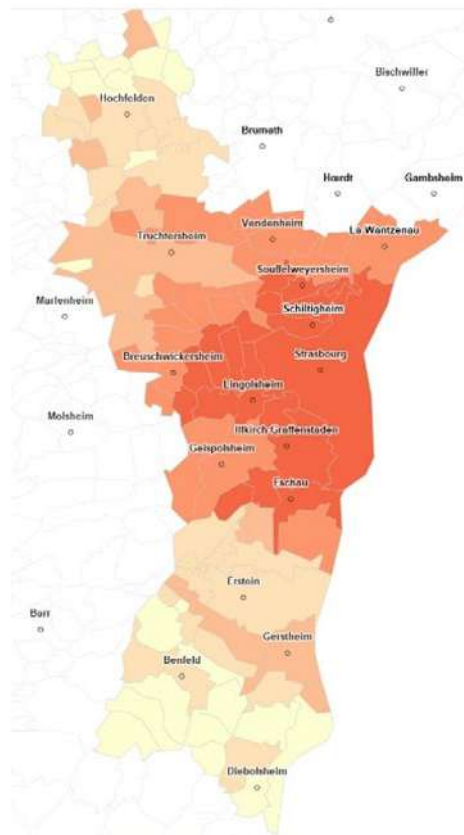 Bischwiller
Hochfelden
Brumath
Hœrdt
Gambsheim
Vendenheim
La Wantzenau
Truchtersheim
Souffelweyersheim
Marlenheim
Schiltigheim
Breuschwickersheim
Strasbourg
Lingolsheim
Molsheim
Illkirch-Graffenstaden
Geispolsheim
Eschau
Erstein
Barr
Gerstheim
Benfeld
Diebolsheim